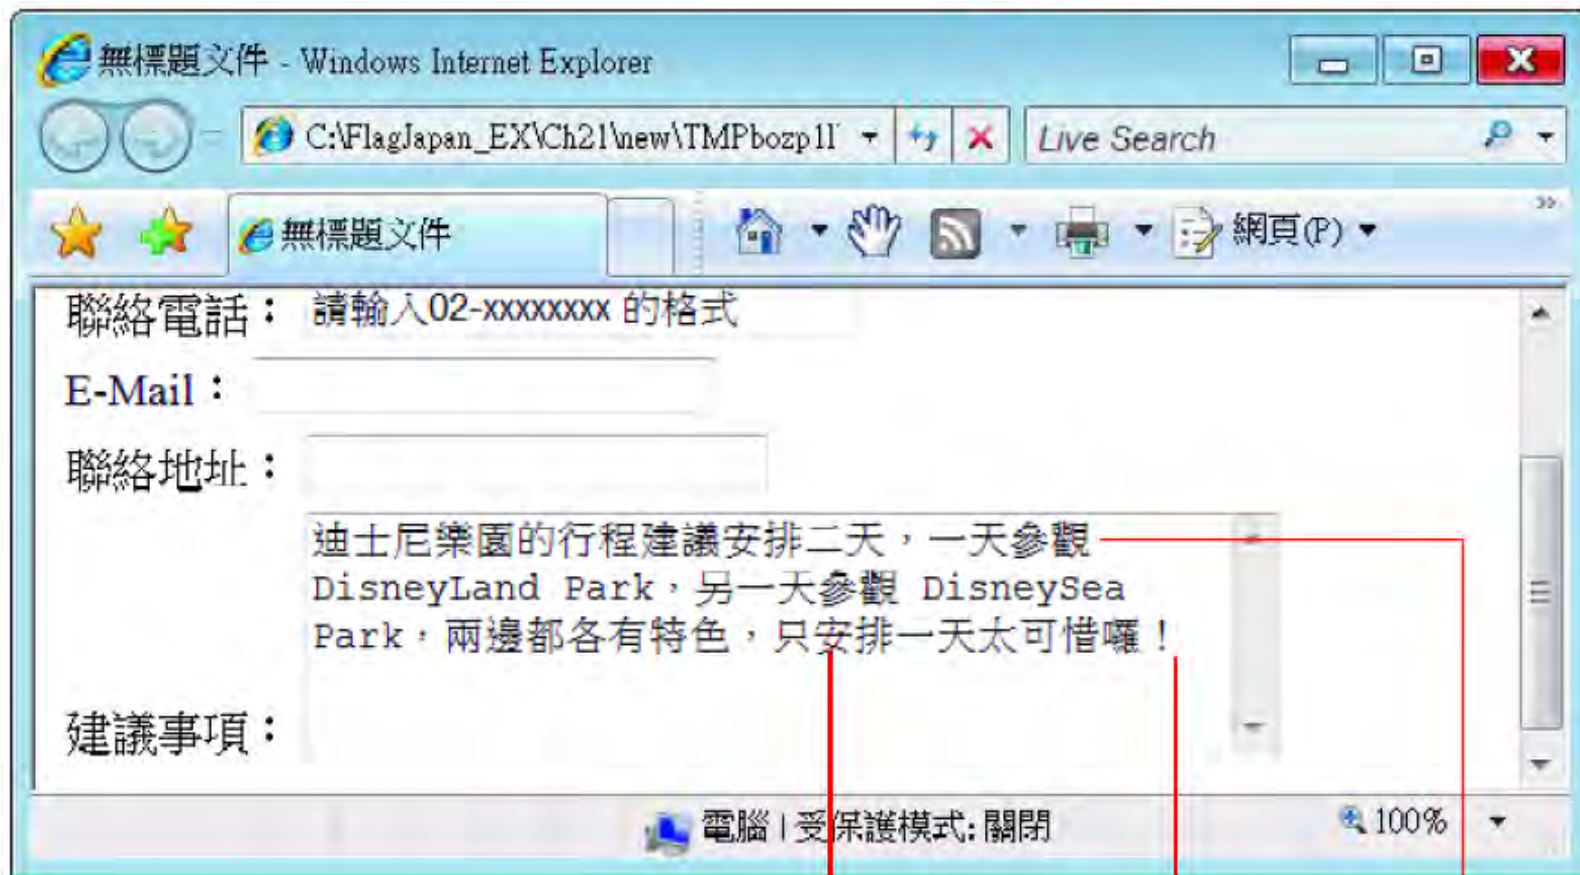 無標題文件 - Windows Internet Explorer
C:\FlagJapan_EX\Ch21\new\TMPbozp1l
Live Search
無標題文件
網頁(P)
聯絡電話：
請輸入02-xxxxxxxx 的格式
E-Mail：
聯絡地址：
迪士尼樂園的行程建議安排二天，一天參觀
DisneyLand Park，另一天參觀 DisneySea
Park，兩邊都各有特色，只安排一天太可惜囉！
建議事項：
電腦 | 受保護模式: 關閉
100%